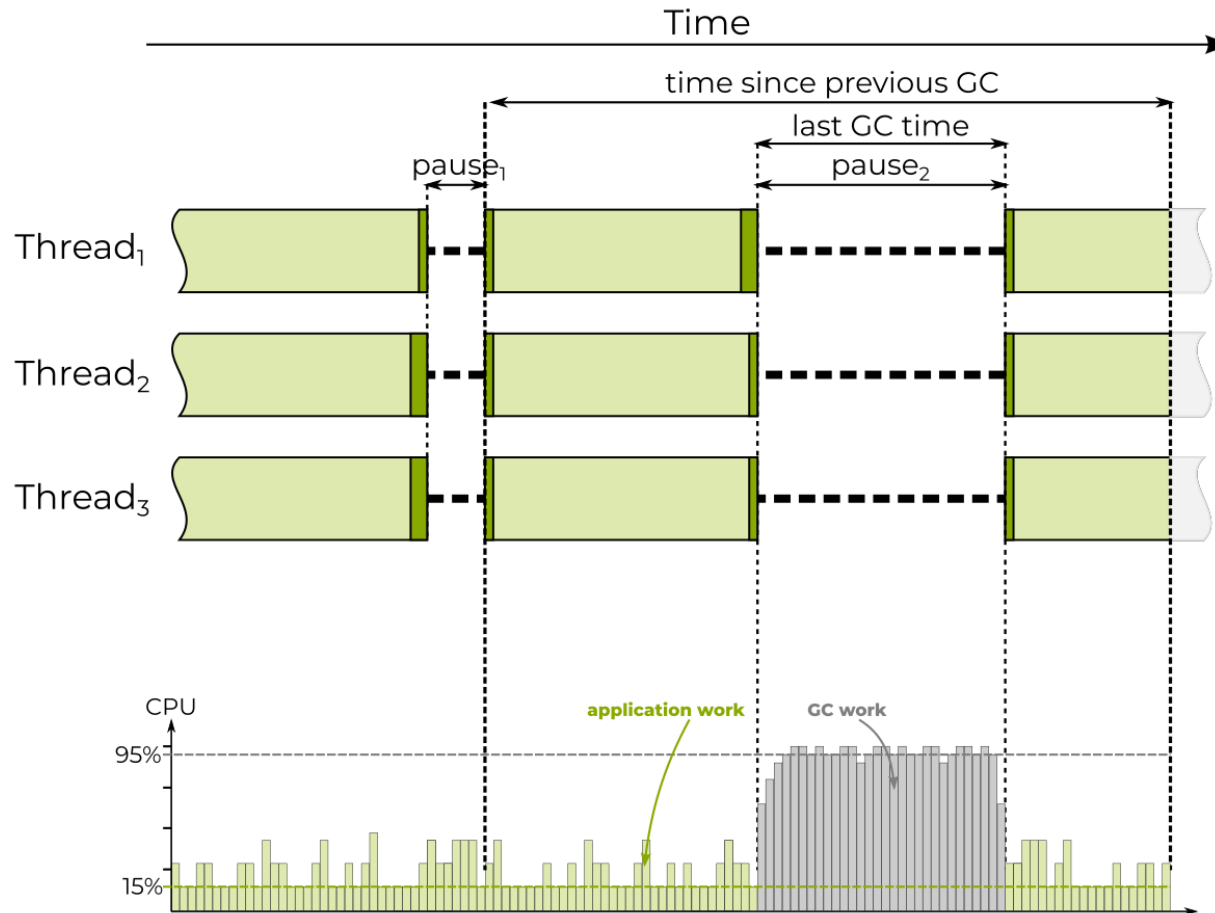 Time
time since previous GC
last GC time
pause₁
pause₂
Thread₁
Thread₂
Thread₃
CPU
application work
GC work
95%
15%